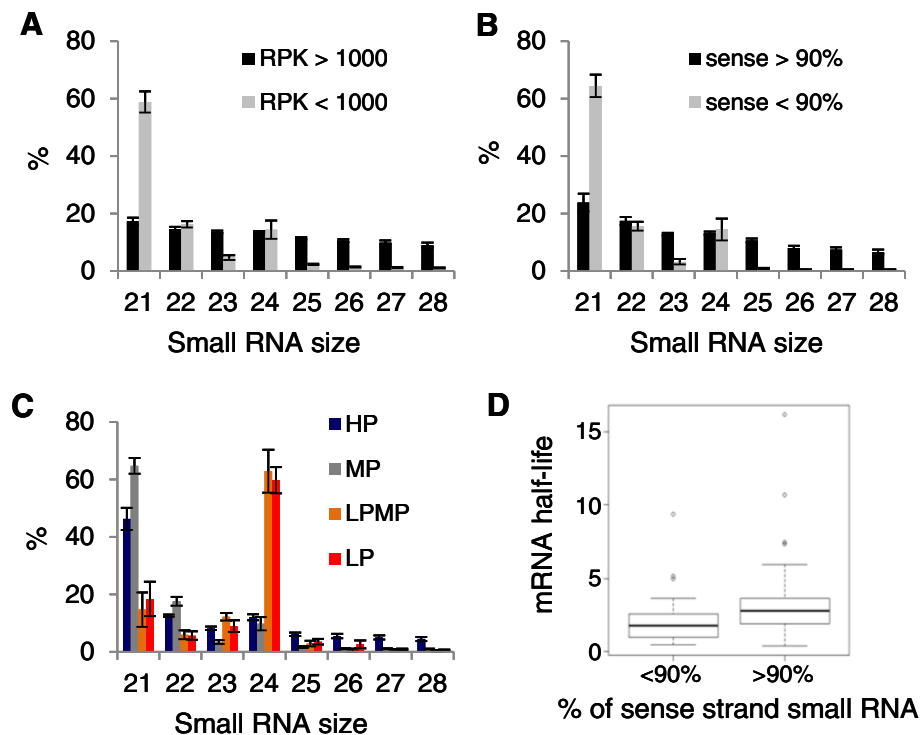 A
80
60
40
20
0
%
RPK > 1000
RPK < 1000
21 22 23 24 25 26 27 28
Small RNA size
B
80
60
40
20
0
%
sense > 90%
sense < 90%
21 22 23 24 25 26 27 28
Small RNA size
C
80
60
40
20
0
%
HP
MP
LPMP
LP
21 22 23 24 25 26 27 28
Small RNA size
D
mRNA half-life
15
10
5
0
<90% >90%
% of sense strand small RNA